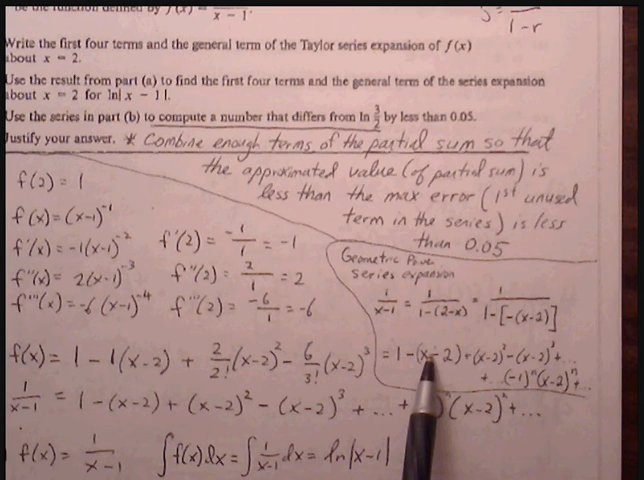 be the function defined by f(x) = 1/(x − 1).
S = /(1-r)
Write the first four terms and the general term of the Taylor series expansion of f(x)
about x = 2.
Use the result from part (a) to find the first four terms and the general term of the series expansion
about x = 2 for ln|x − 1|.
Use the series in part (b) to compute a number that differs from ln 3/2 by less than 0.05.
Justify your answer. * Combine enough terms of the partial sum so that
the approximated value (of partial sum) is
less than the max error (1st unused
term in the series) is less
than 0.05
f(2) = 1
f(x) = (x-1)^-1
f'(x) = -1(x-1)^-2 f'(2) = -1/1 = -1
f''(x) = 2(x-1)^-3 f''(2) = 2/1 = 2
f'''(x) = -6(x-1)^-4 f'''(2) = -6/1 = -6
Geometric Power
series expansion
1/(x-1) = 1/(1-(2-x)) = 1/(1-[-(x-2)])
= 1-(x-2)+(x-2)^2-(x-2)^3+...
+...(-1)^n(x-2)^n+...
f(x) = 1 - 1(x-2) + 2/2!(x-2)^2 - 6/3!(x-2)^3
1/(x-1) = 1 - (x-2) + (x-2)^2 - (x-2)^3 + ... + )^n(x-2)^n + ...
f(x) = 1/(x-1) ∫f(x)dx = ∫1/(x-1)dx = ln|x-1|